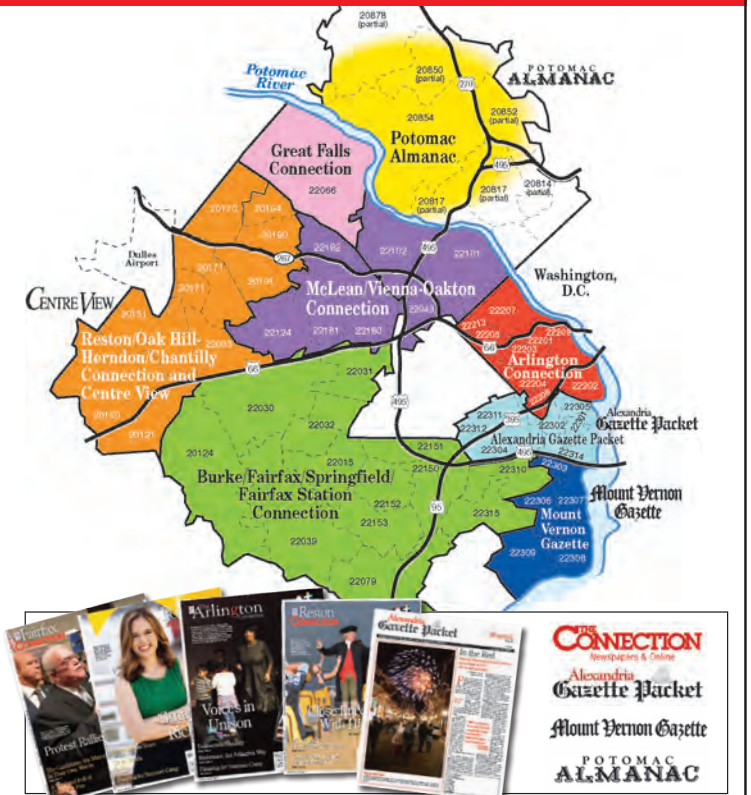 20878
(partial)
Potomac
River
20850
(partial)
270
POTOMAC
ALMANAC
20854
20852
(partial)
Potomac
Almanac
Great Falls
Connection
22066
495
20817
(partial)
20817
(partial)
20814
(partial)
20170
20194
20190
22182
22102
495
22101
Dulles
Airport
267
20171
20171
20191
Washington,
D.C.
CENTRE VIEW
McLean/Vienna-Oakton
Connection
20151
22043
22207
22124
22181
22180
22213
22205
22201
22209
22203
Reston/Oak Hill-
Herndon/Chantilly
Connection and
Centre View
66
66
Arlington
Connection
22204
22202
22206
22031
20120
20121
495
22030
22032
22311
395
22305
22301
22302
22312
Alexandria
Gazette Packet
Alexandria Gazette Packet
22304
495
22314
20124
22151
22015
22150
22310
22303
Burke/Fairfax/Springfield/
Fairfax Station
Connection
22152
22153
95
22315
22306
22307
Mount Vernon
Gazette
Mount
Vernon
Gazette
22039
22309
22308
22079
Fairfax
CONNECTION
Protest Rallies
Arlington
Voices in
Unison
Reston
CONNECTION
Alexandria
Gazette Packet
In the Red
THE
CONNECTION
Newspapers & Online
Alexandria
Gazette Packet
Mount Vernon Gazette
POTOMAC
ALMANAC